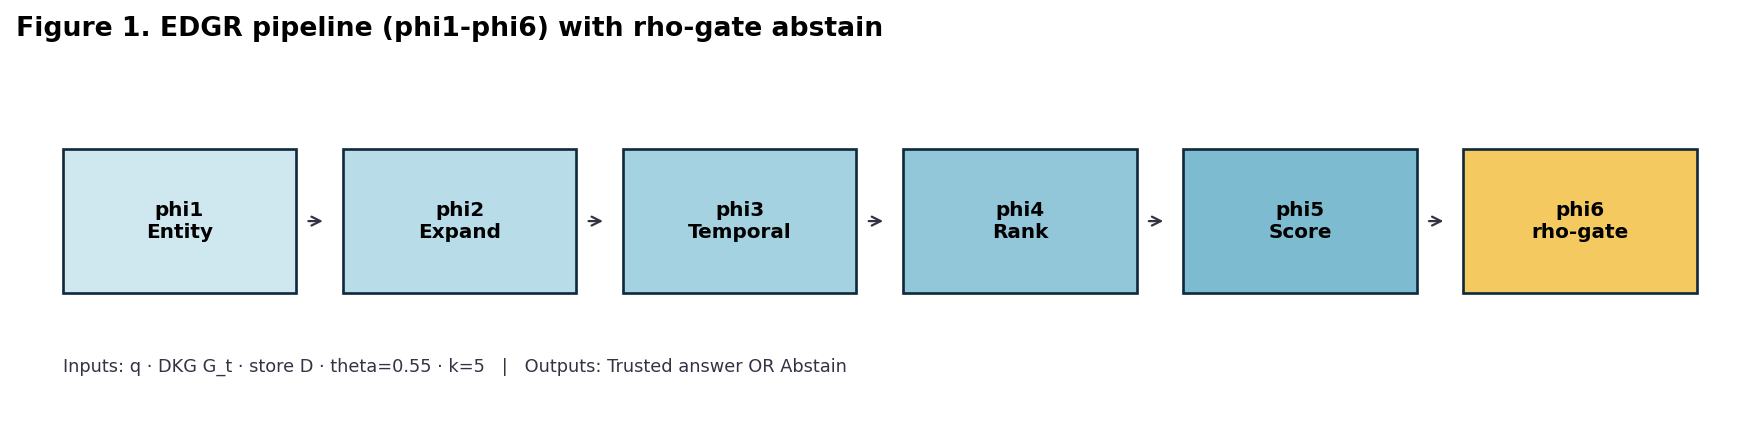 Figure 1. EDGR pipeline (phi1-phi6) with rho-gate abstain
phi1
Entity
phi2
Expand
phi3
Temporal
phi4
Rank
phi5
Score
phi6
rho-gate
Inputs: q · DKG G_t · store D · theta=0.55 · k=5 | Outputs: Trusted answer OR Abstain